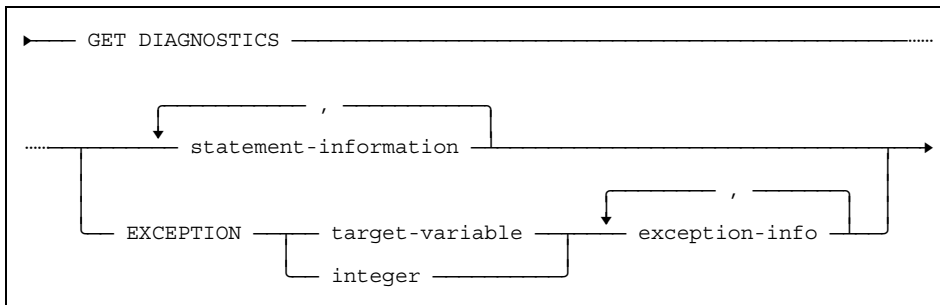 GET DIAGNOSTICS
,
statement-information
,
EXCEPTION target-variable exception-info
integer